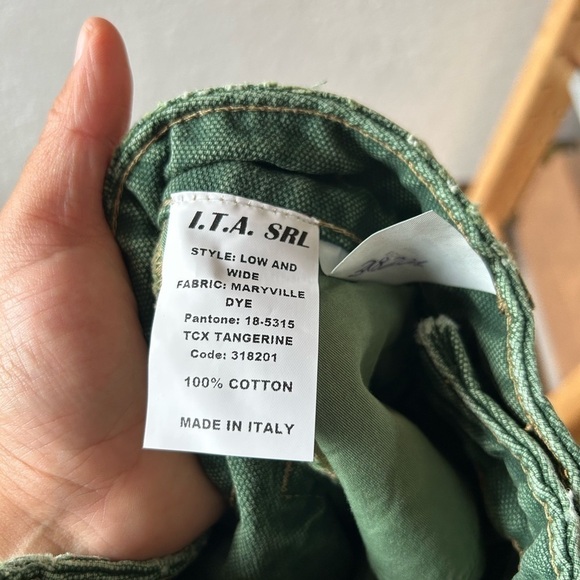 I.T.A. SRL
STYLE: LOW AND
WIDE
FABRIC: MARYVILLE
DYE
Pantone: 18-5315
TCX TANGERINE
Code: 318201
100% COTTON
MADE IN ITALY